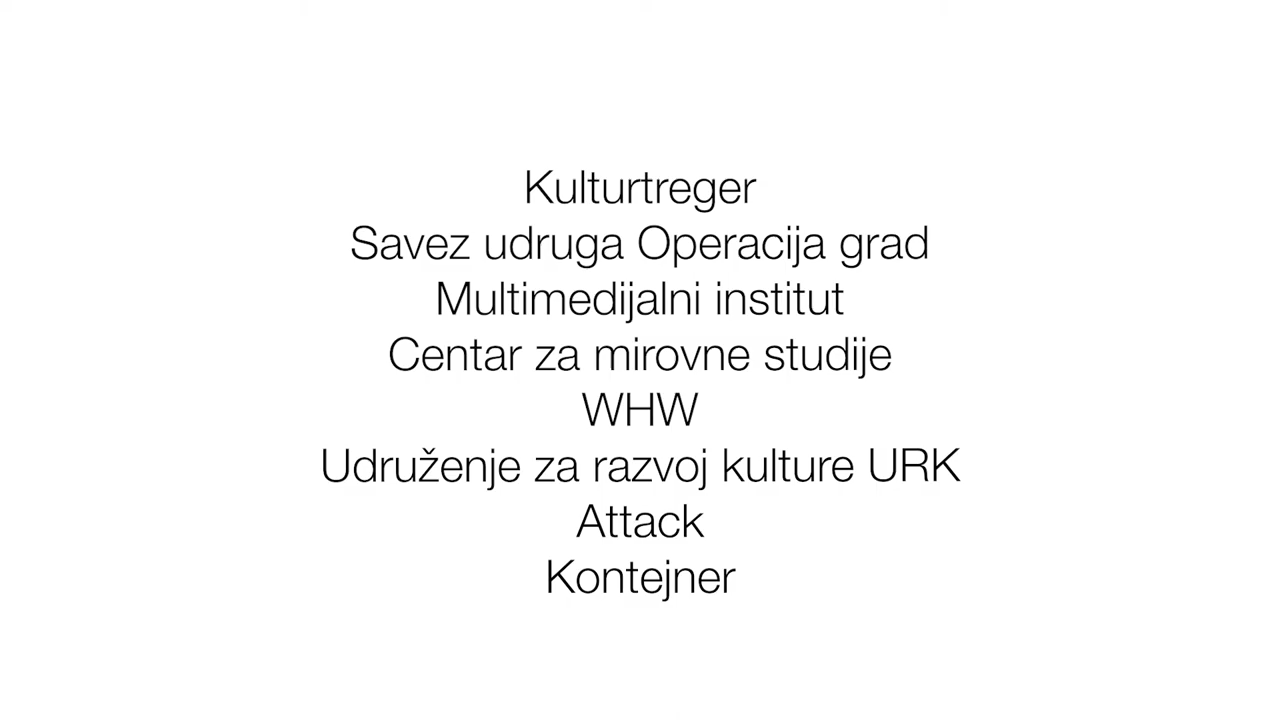 Kulturtreger
Savez udruga Operacija grad
Multimedijalni institut
Centar za mirovne studije
WHW
Udruženje za razvoj kulture URK
Attack
Kontejner